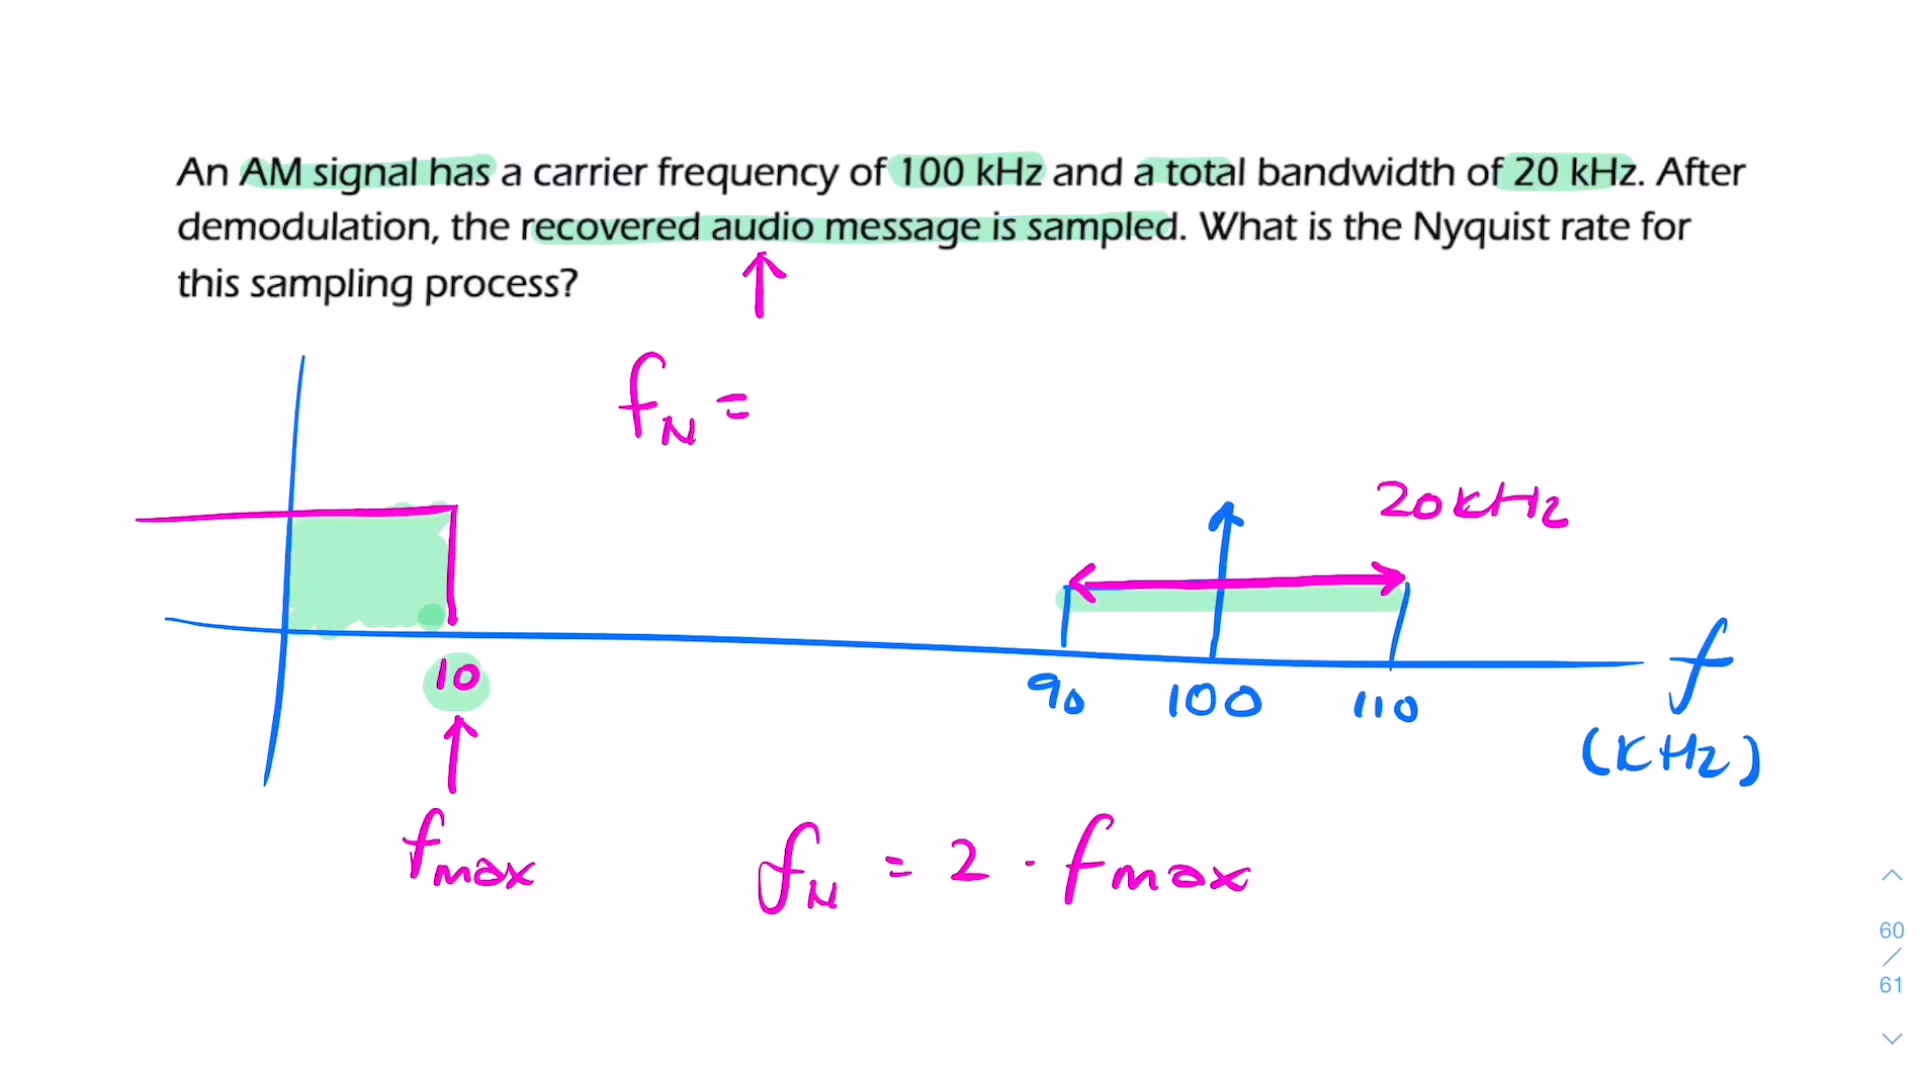 An AM signal has a carrier frequency of 100 kHz and a total bandwidth of 20 kHz. After
demodulation, the recovered audio message is sampled. What is the Nyquist rate for
this sampling process?
fN =
20kHz
10
90 100 110
f
(KHz)
fmax
fN = 2 · fmax
60
/
61